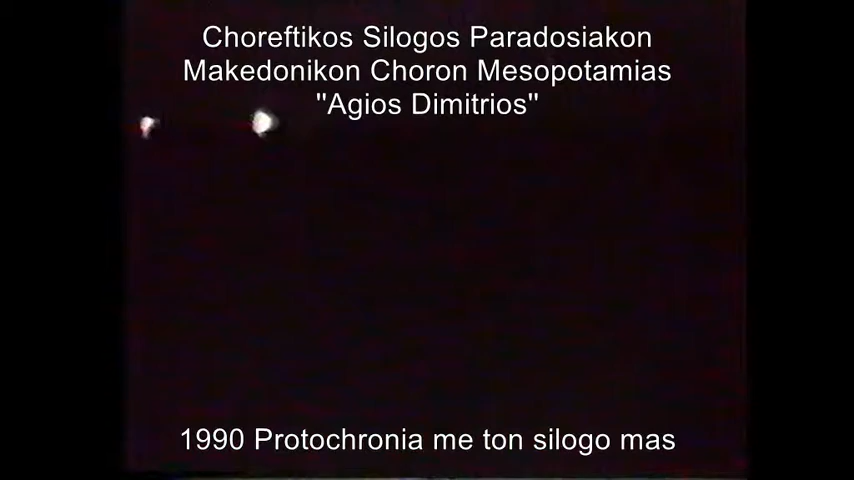 Choreftikos Silogos Paradosiakon
Makedonikon Choron Mesopotamias
"Agios Dimitrios"
1990 Protochronia me ton silogo mas